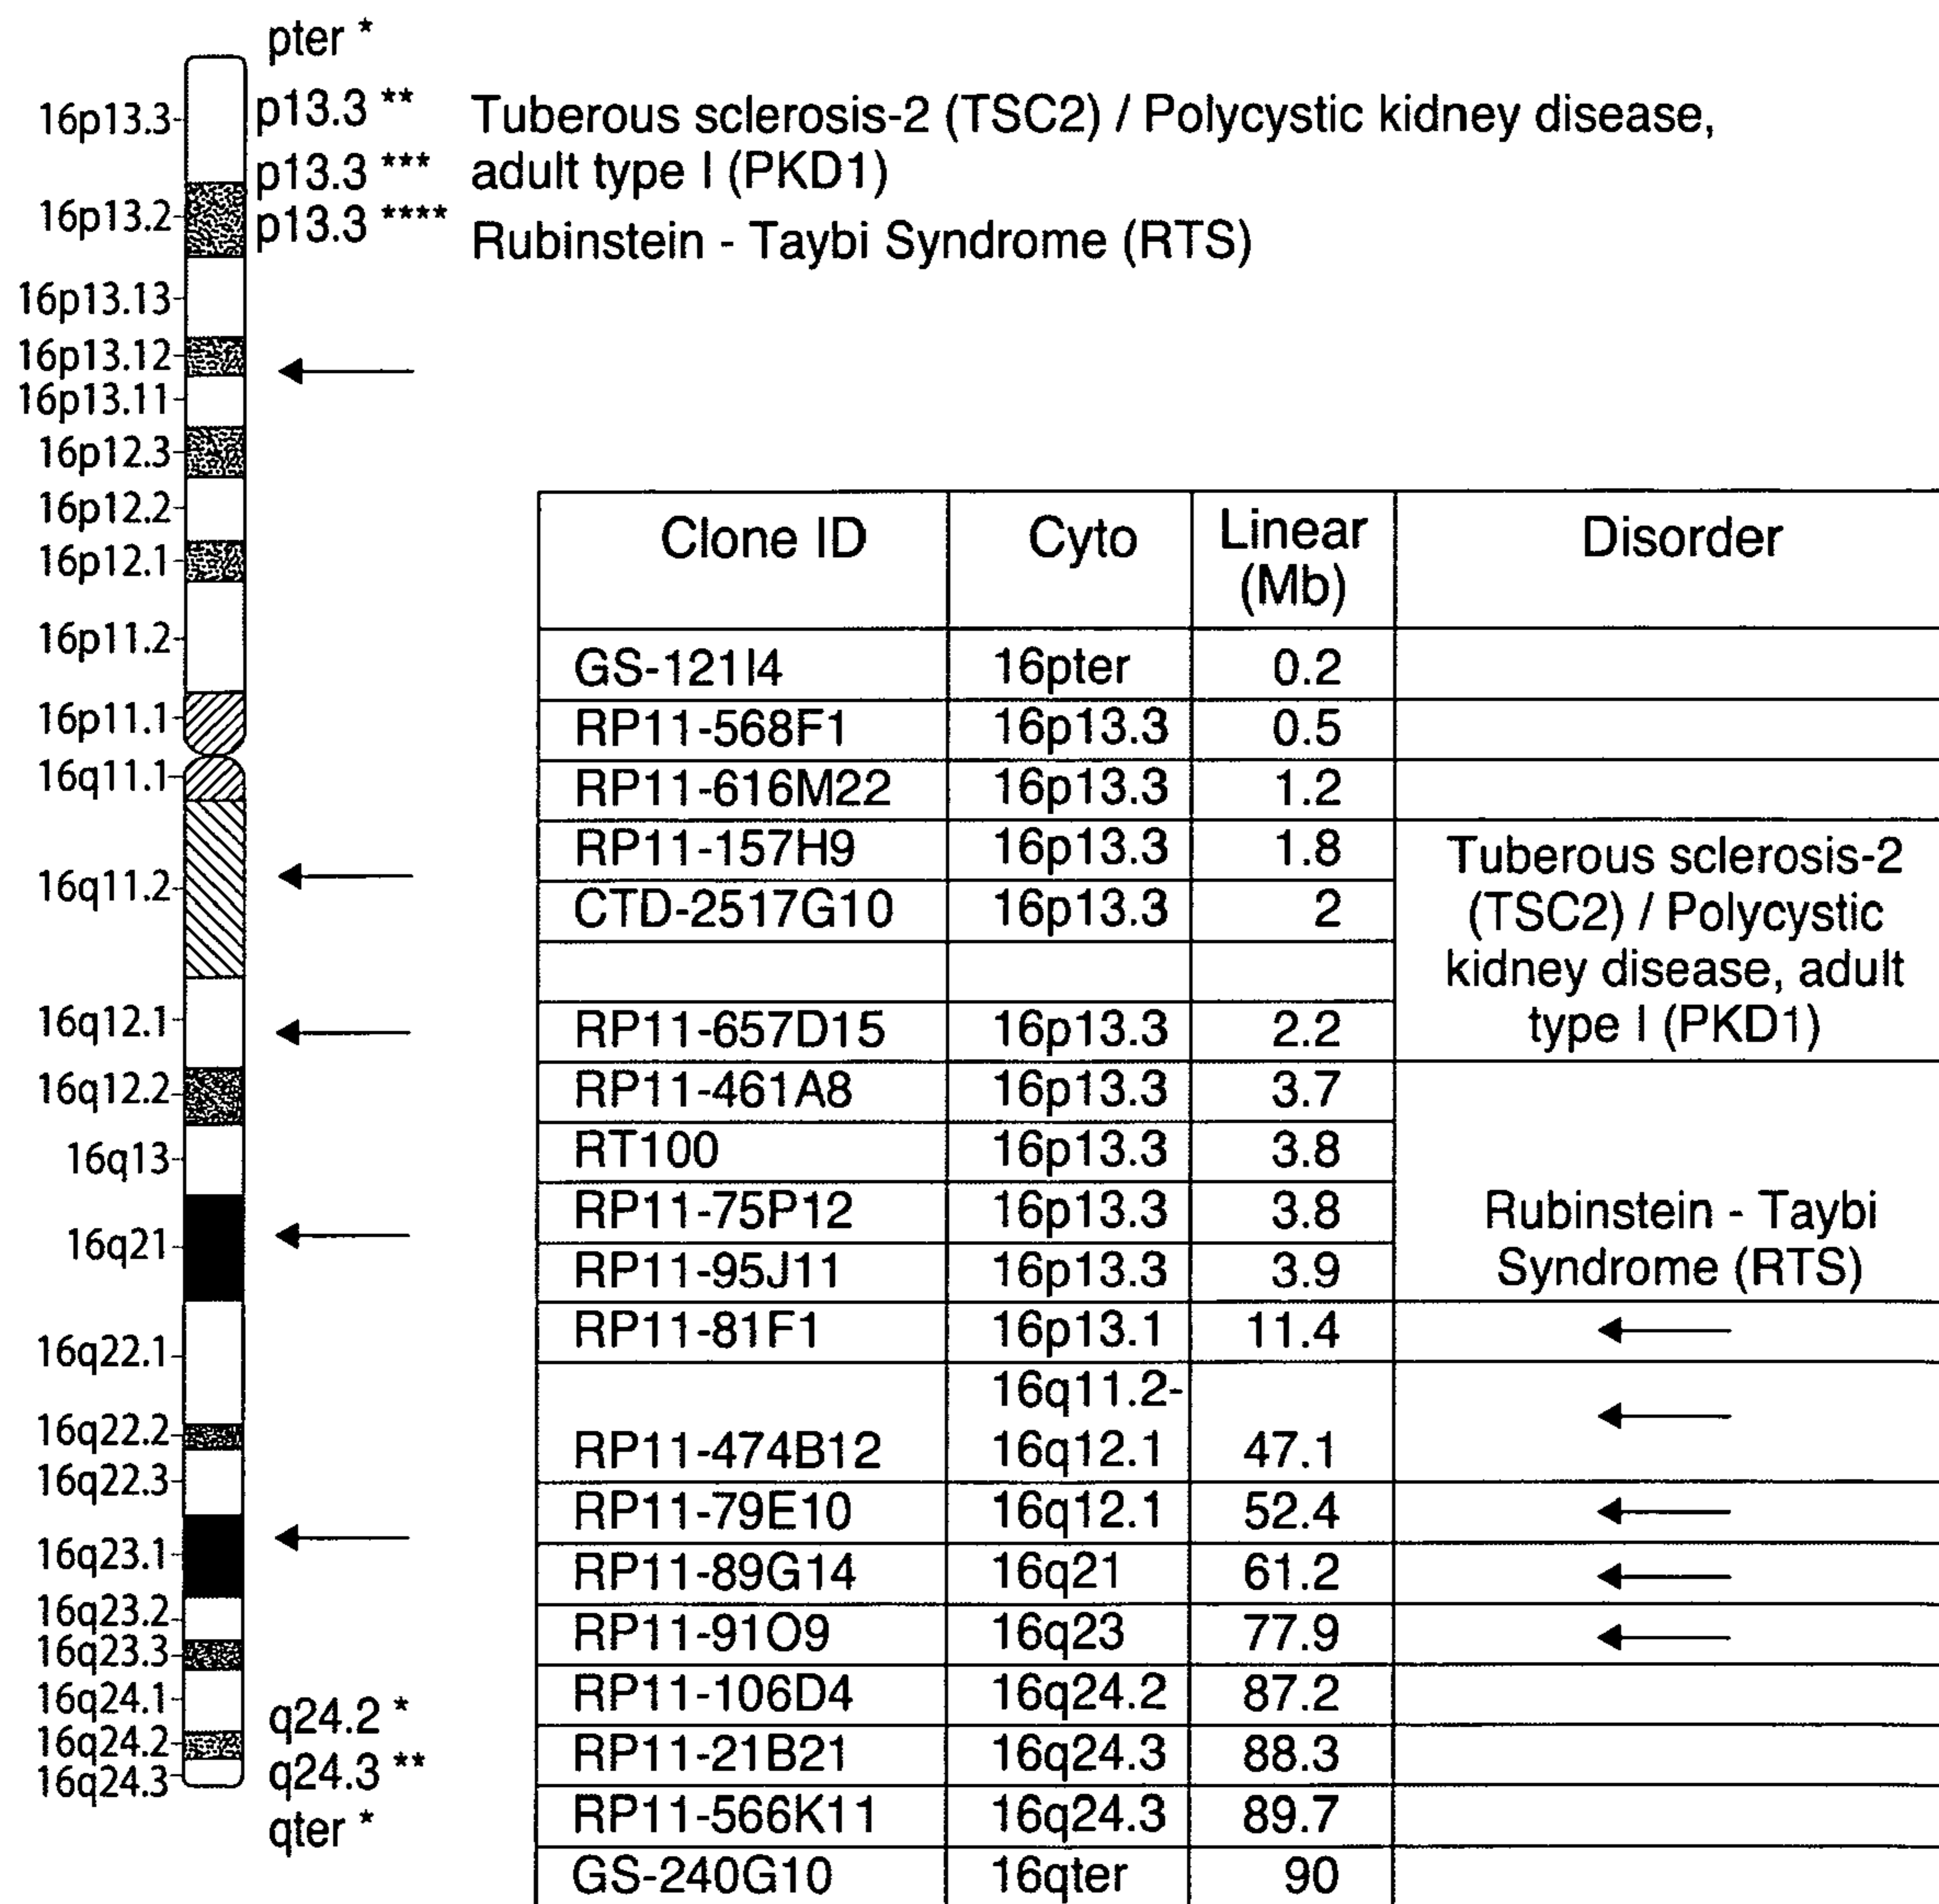 pter *
16p13.3
p13.3 **
Tuberous sclerosis-2 (TSC2) / Polycystic kidney disease,
p13.3 ***
adult type I (PKD1)
16p13.2
p13.3 ****
Rubinstein - Taybi Syndrome (RTS)
16p13.13
16p13.12
16p13.11
16p12.3
16p12.2
16p12.1
16p11.2
16p11.1
16q11.1
16q11.2
16q12.1
16q12.2
16q13
16q21
16q22.1
16q22.2
16q22.3
16q23.1
16q23.2
16q23.3
16q24.1
q24.2 *
16q24.2
q24.3 **
16q24.3
qter *
Clone ID Cyto Linear (Mb) Disorder
GS-121I4 16pter 0.2
RP11-568F1 16p13.3 0.5
RP11-616M22 16p13.3 1.2
RP11-157H9 16p13.3 1.8
CTD-2517G10 16p13.3 2
RP11-657D15 16p13.3 2.2
Tuberous sclerosis-2
(TSC2) / Polycystic
kidney disease, adult
type I (PKD1)
RP11-461A8 16p13.3 3.7
RT100 16p13.3 3.8
RP11-75P12 16p13.3 3.8
RP11-95J11 16p13.3 3.9
Rubinstein - Taybi
Syndrome (RTS)
RP11-81F1 16p13.1 11.4
16q11.2-
RP11-474B12 16q12.1 47.1
RP11-79E10 16q12.1 52.4
RP11-89G14 16q21 61.2
RP11-91O9 16q23 77.9
RP11-106D4 16q24.2 87.2
RP11-21B21 16q24.3 88.3
RP11-566K11 16q24.3 89.7
GS-240G10 16qter 90